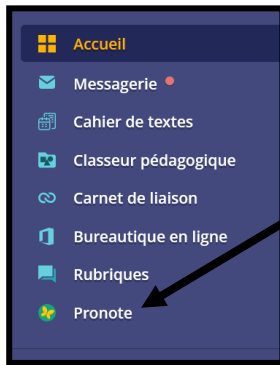 Accueil
Messagerie
Cahier de textes
Classeur pédagogique
Carnet de liaison
Bureautique en ligne
Rubriques
Pronote